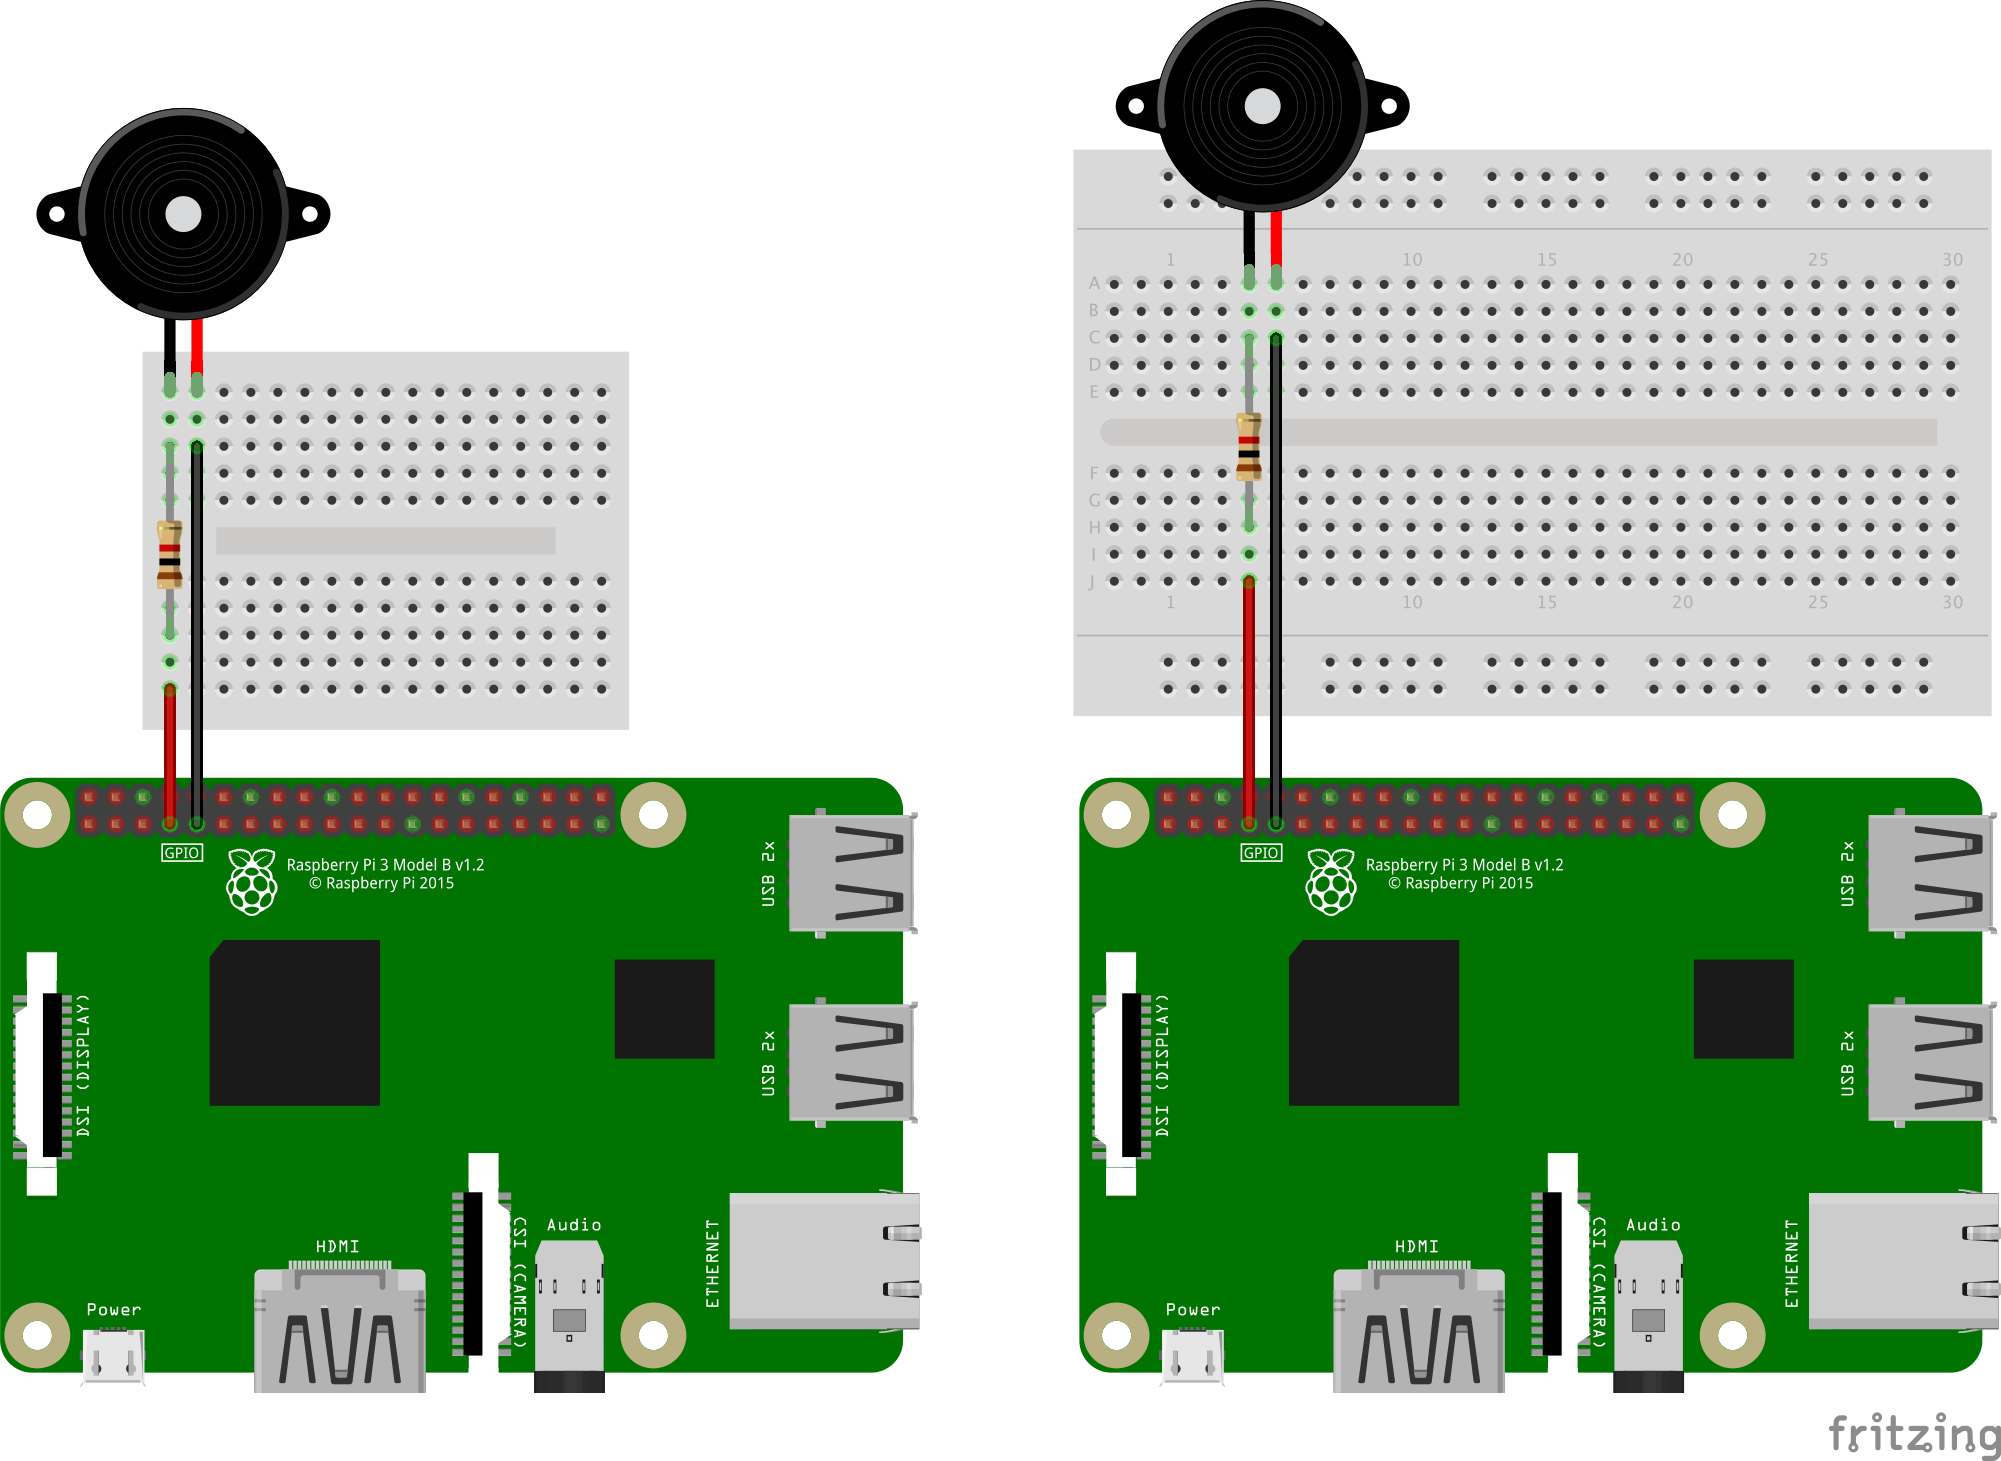 1 10 15 20 25 30
A
B
C
D
E
F
G
H
I
J
1 10 15 20 25 30
GPIO
Raspberry Pi 3 Model B v1.2
© Raspberry Pi 2015
USB 2x
USB 2x
DSI (DISPLAY)
CSI (CAMERA)
Audio
ETHERNET
HDMI
Power
GPIO
Raspberry Pi 3 Model B v1.2
© Raspberry Pi 2015
USB 2x
USB 2x
DSI (DISPLAY)
CSI (CAMERA)
Audio
ETHERNET
HDMI
Power
fritzing